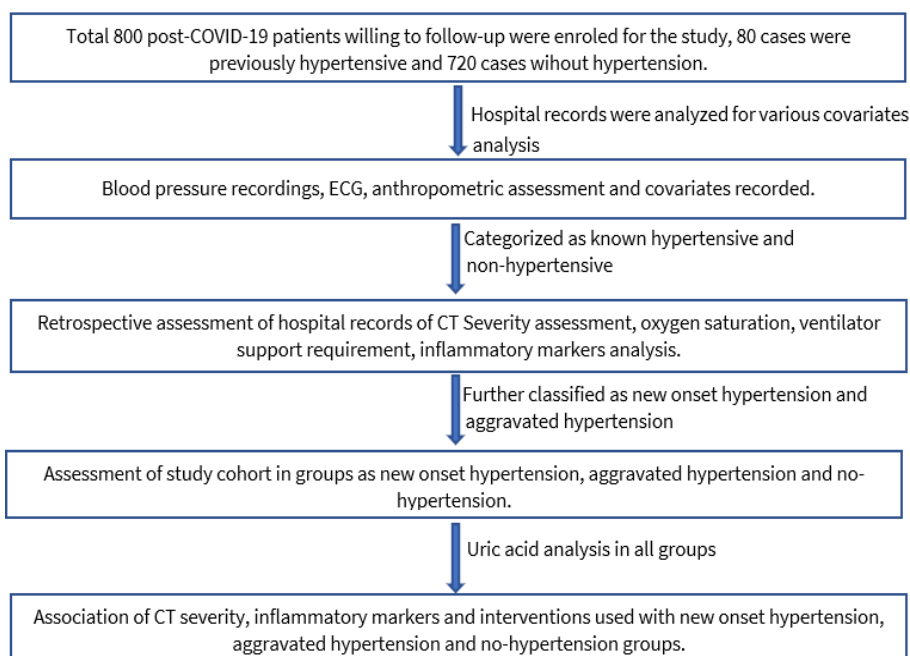 Total 800 post-COVID-19 patients willing to follow-up were enroled for the study, 80 cases were
previously hypertensive and 720 cases wihout hypertension.
Hospital records were analyzed for various covariates
analysis
Blood pressure recordings, ECG, anthropometric assessment and covariates recorded.
Categorized as known hypertensive and
non-hypertensive
Retrospective assessment of hospital records of CT Severity assessment, oxygen saturation, ventilator
support requirement, inflammatory markers analysis.
Further classified as new onset hypertension and
aggravated hypertension
Assessment of study cohort in groups as new onset hypertension, aggravated hypertension and no-
hypertension.
Uric acid analysis in all groups
Association of CT severity, inflammatory markers and interventions used with new onset hypertension,
aggravated hypertension and no-hypertension groups.